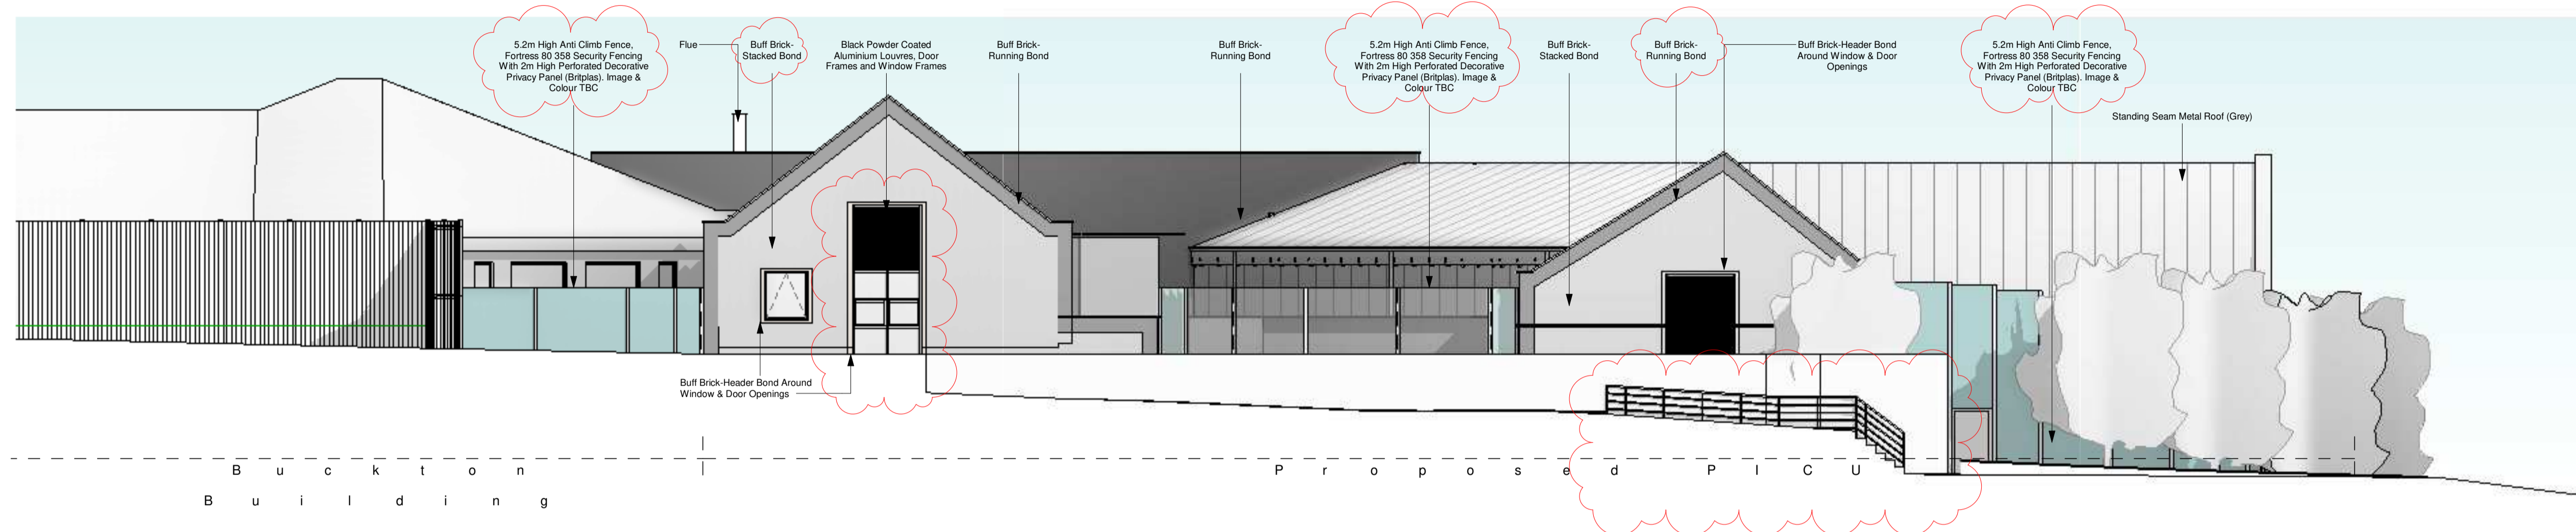 5.2m High Anti Climb Fence,
Fortress 80 358 Security Fencing
With 2m High Perforated Decorative
Privacy Panel (Britplas). Image &
Colour TBC
Flue
Buff Brick-
Stacked Bond
Black Powder Coated
Aluminium Louvres, Door
Frames and Window Frames
Buff Brick-
Running Bond
Buff Brick-
Running Bond
5.2m High Anti Climb Fence,
Fortress 80 358 Security Fencing
With 2m High Perforated Decorative
Privacy Panel (Britplas). Image &
Colour TBC
Buff Brick-
Stacked Bond
Buff Brick-
Running Bond
Buff Brick-Header Bond
Around Window & Door
Openings
5.2m High Anti Climb Fence,
Fortress 80 358 Security Fencing
With 2m High Perforated Decorative
Privacy Panel (Britplas). Image &
Colour TBC
Standing Seam Metal Roof (Grey)
Buff Brick-Header Bond Around
Window & Door Openings
Buckton
Building
Proposed PICU